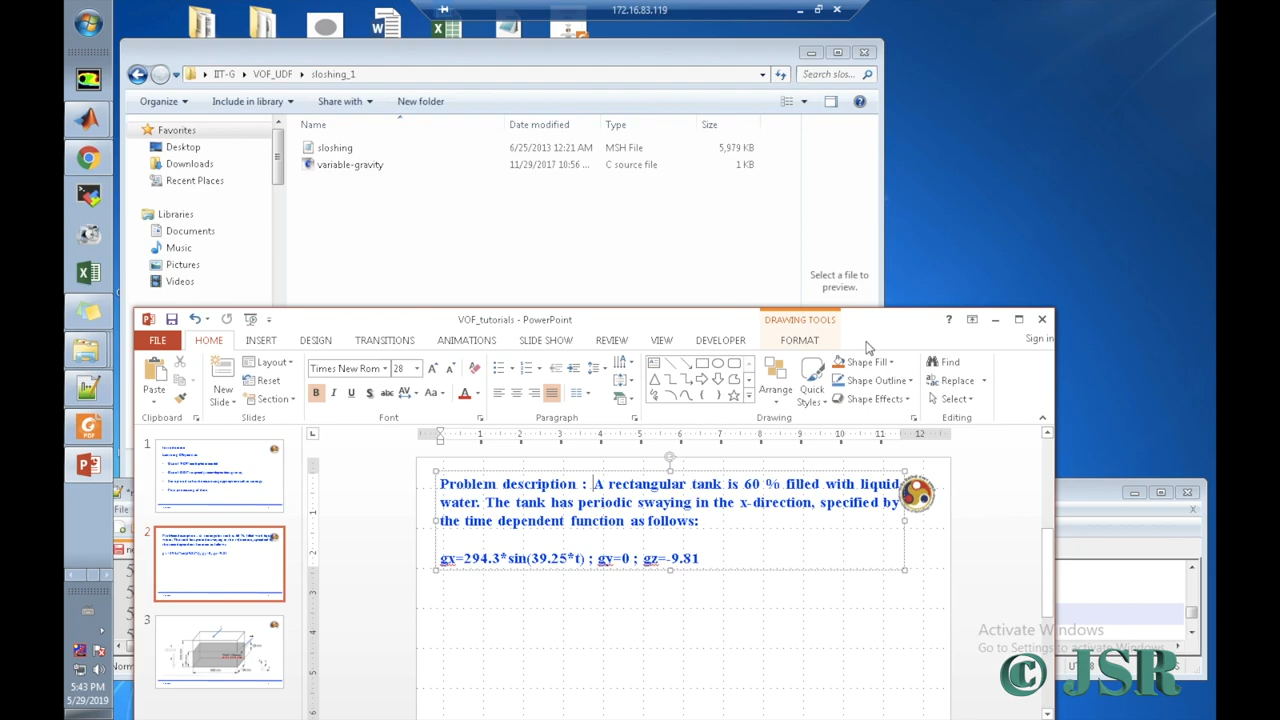 172.16.83.119
IIT-G
VOF_UDF
sloshing_1
Search slos...
Organize
Include in library
Share with
New folder
Favorites
Desktop
Downloads
Recent Places
Libraries
Documents
Music
Pictures
Videos
Name
Date modified
Type
Size
sloshing
6/25/2013 12:21 AM
MSH File
5,979 KB
variable-gravity
11/29/2017 10:56 ...
C source file
1 KB
Select a file to
preview.
VOF_tutorials - PowerPoint
DRAWING TOOLS
Sign in
FILE
HOME
INSERT
DESIGN
TRANSITIONS
ANIMATIONS
SLIDE SHOW
REVIEW
VIEW
DEVELOPER
FORMAT
Paste
New
Slide
Layout
Reset
Section
Times New Rom
28
Arrange
Quick
Styles
Shape Fill
Shape Outline
Shape Effects
Find
Replace
Select
Clipboard
Slides
Font
Paragraph
Drawing
Editing
1
2
3
Problem description : A rectangular tank is 60 % filled with liquid
water. The tank has periodic swaying in the x-direction, specified by
the time dependent function as follows:
gx=294.3*sin(39.25*t) ; gy=0 ; gz=-9.81
Activate Windows
Go to Settings to activate Windows.
© JSR
5:43 PM
5/29/2019